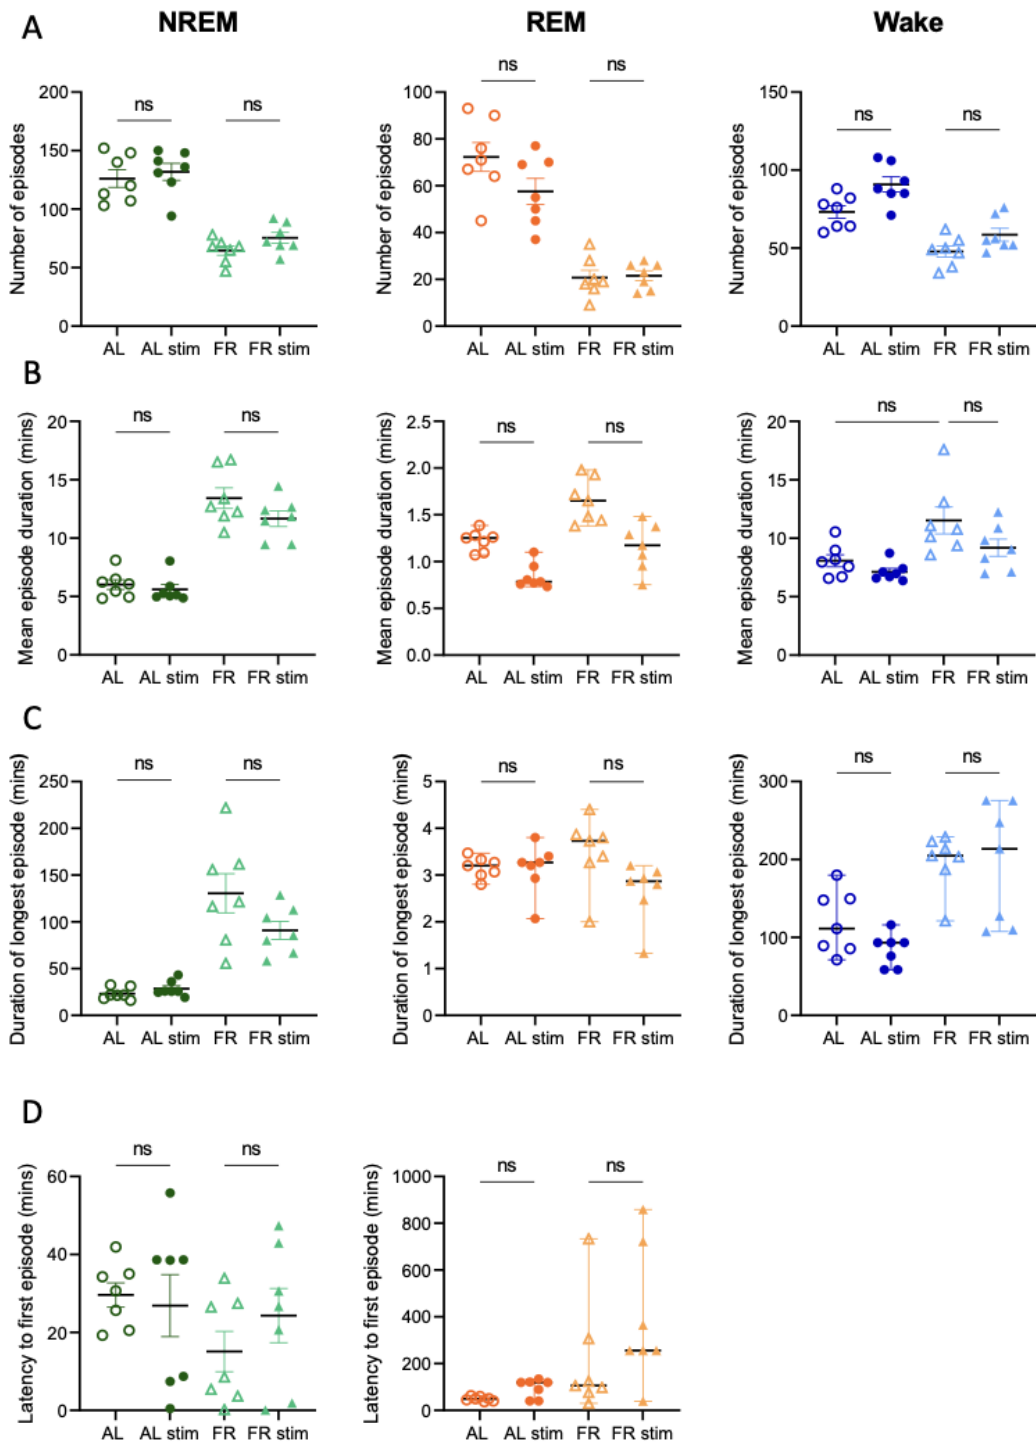 A
NREM
REM
Wake
ns ns
ns ns
ns ns
Number of episodes
200
150
100
50
0
AL AL stim FR FR stim
Number of episodes
100
80
60
40
20
0
AL AL stim FR FR stim
Number of episodes
150
100
50
0
AL AL stim FR FR stim
B
ns ns
ns ns
ns ns
Mean episode duration (mins)
20
15
10
5
0
AL AL stim FR FR stim
Mean episode duration (mins)
2.5
2.0
1.5
1.0
0.5
0.0
AL AL stim FR FR stim
Mean episode duration (mins)
20
15
10
5
0
AL AL stim FR FR stim
C
ns ns
ns ns
ns ns
Duration of longest episode (mins)
250
200
150
100
50
0
AL AL stim FR FR stim
Duration of longest episode (mins)
5
4
3
2
1
0
AL AL stim FR FR stim
Duration of longest episode (mins)
300
200
100
0
AL AL stim FR FR stim
D
ns ns
ns ns
Latency to first episode (mins)
60
40
20
0
AL AL stim FR FR stim
Latency to first episode (mins)
1000
800
600
400
200
0
AL AL stim FR FR stim